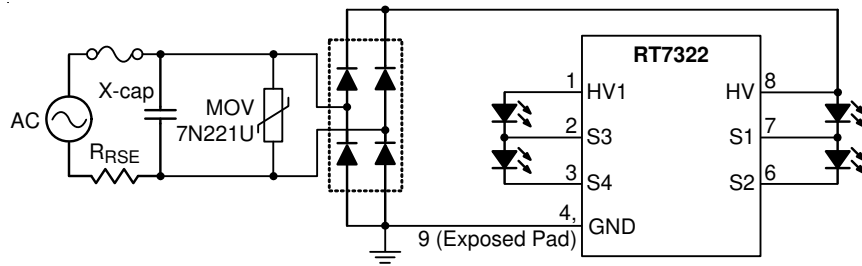 RT7322
X-cap
AC
MOV
7N221U
RRSE
1
HV1
HV
8
2
S3
S1
7
3
S4
S2
6
4,
GND
9 (Exposed Pad)